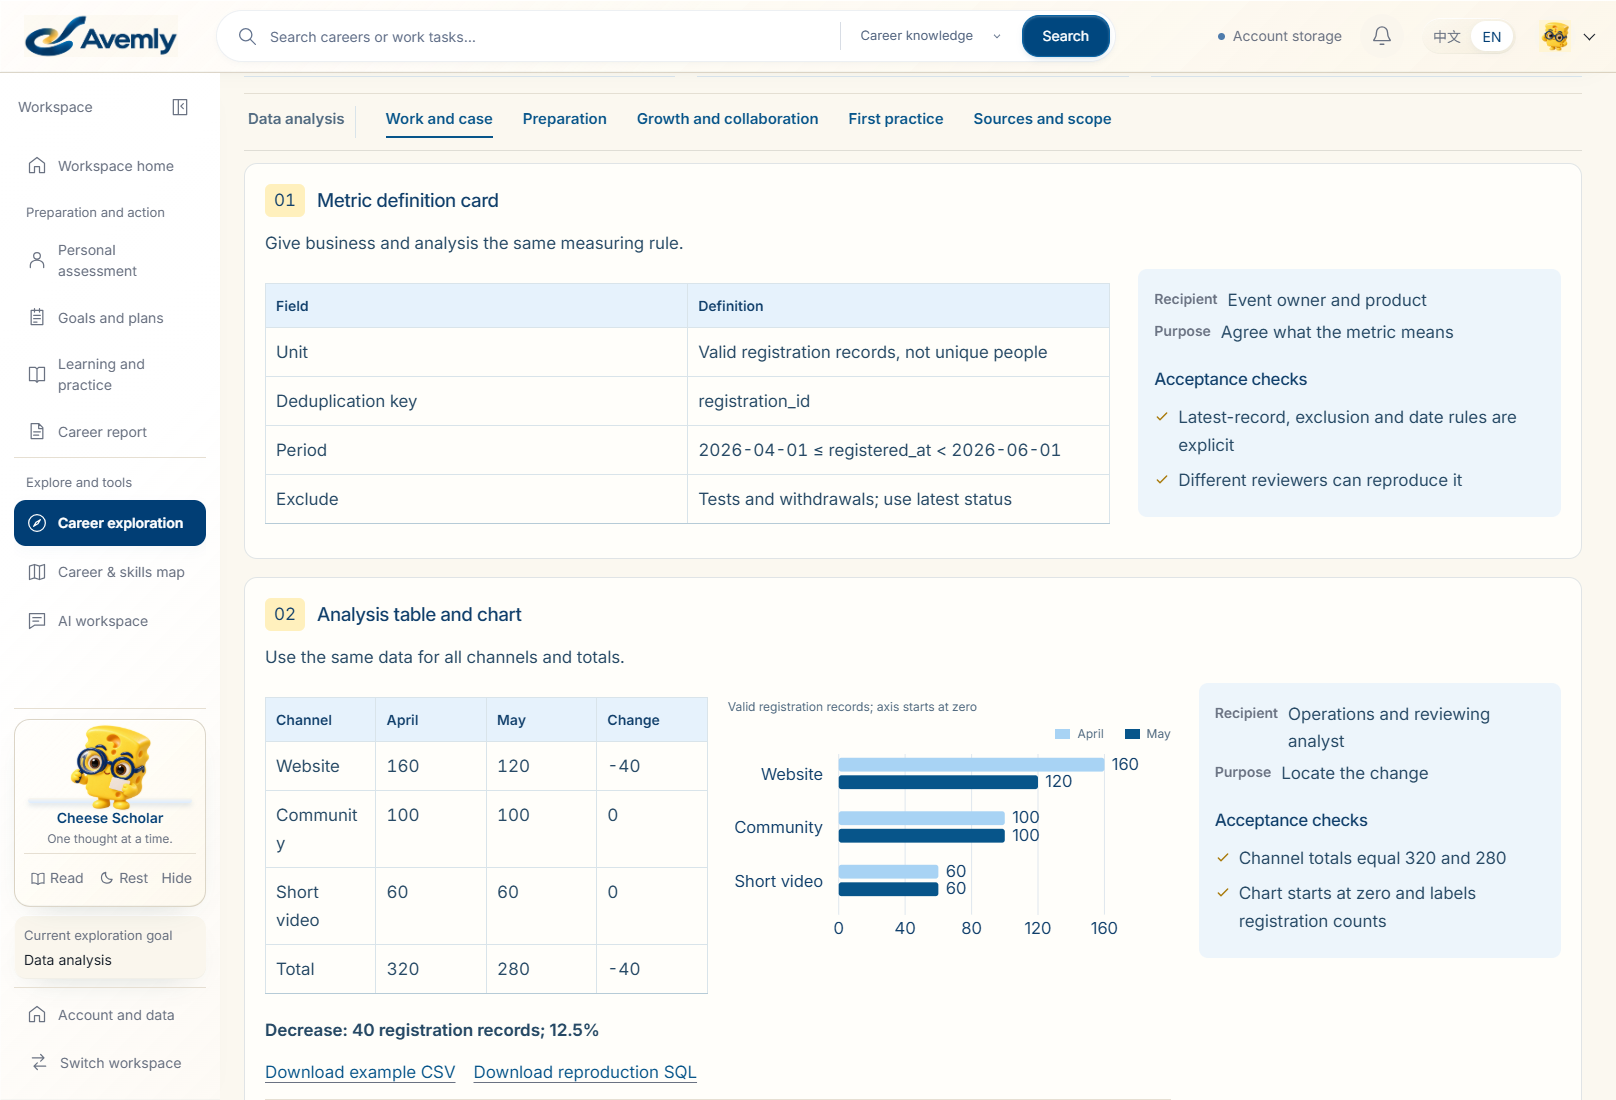 Avemly
Search careers or work tasks...
Career knowledge
Search
Account storage
中文
EN
Workspace
Workspace home
Preparation and action
Personal
assessment
Goals and plans
Learning and
practice
Career report
Explore and tools
Career exploration
Career & skills map
AI workspace
Cheese Scholar
One thought at a time.
Read Rest Hide
Current exploration goal
Data analysis
Account and data
Switch workspace
Data analysis
Work and case
Preparation
Growth and collaboration
First practice
Sources and scope
01 Metric definition card
Give business and analysis the same measuring rule.
Field Definition
Unit Valid registration records, not unique people
Deduplication key registration_id
Period 2026-04-01 ≤ registered_at < 2026-06-01
Exclude Tests and withdrawals; use latest status
Recipient Event owner and product
Purpose Agree what the metric means
Acceptance checks
Latest-record, exclusion and date rules are
explicit
Different reviewers can reproduce it
02 Analysis table and chart
Use the same data for all channels and totals.
Channel April May Change
Website 160 120 -40
Communit
y
100 100 0
Short
video
60 60 0
Total 320 280 -40
Valid registration records; axis starts at zero
April May
Website 160
120
Community 100
100
Short video 60
60
0 40 80 120 160
Recipient Operations and reviewing
analyst
Purpose Locate the change
Acceptance checks
Channel totals equal 320 and 280
Chart starts at zero and labels
registration counts
Decrease: 40 registration records; 12.5%
Download example CSV Download reproduction SQL